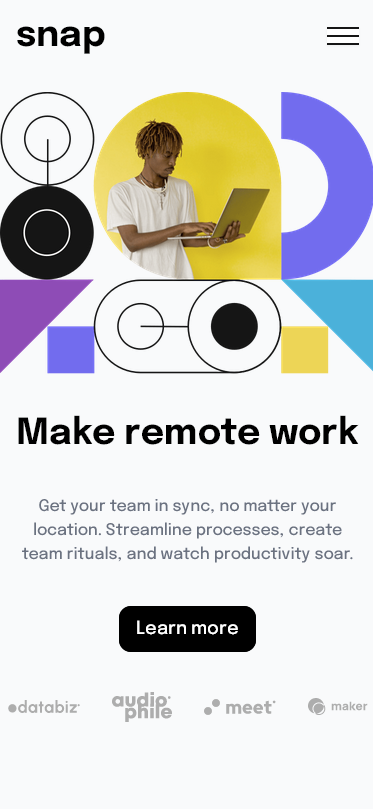 snap
Make remote work
Get your team in sync, no matter your
location. Streamline processes, create
team rituals, and watch productivity soar.
Learn more
databiz
audio
phile
meet
maker